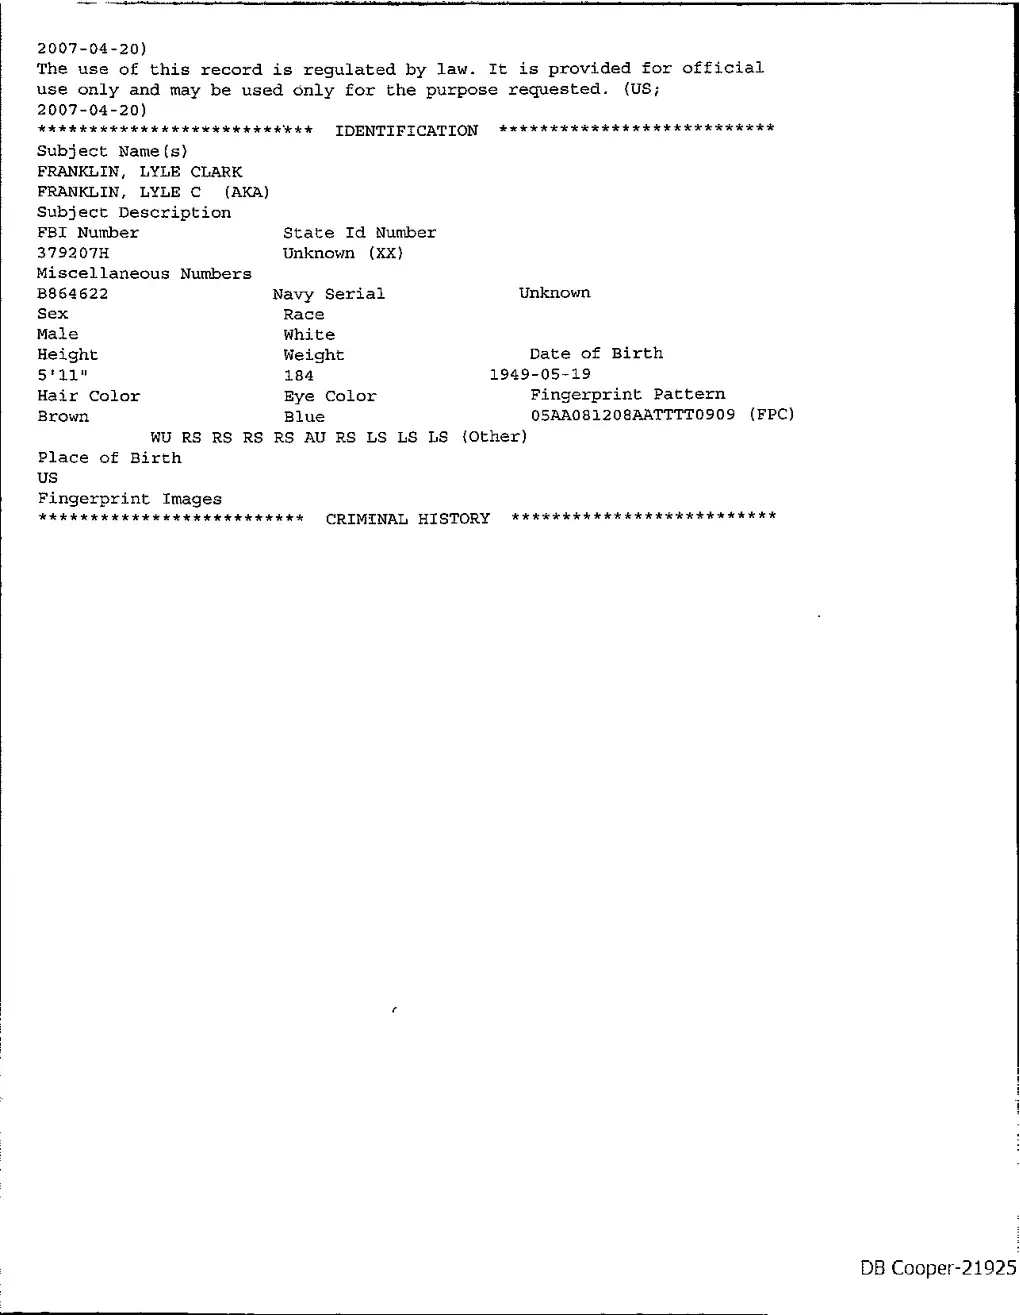 2007-04-20)
The use of this record is regulated by law. It is provided for official
use only and may be used only for the purpose requested. (US;
2007-04-20)
*************************** IDENTIFICATION ***************************
Subject Name(s)
FRANKLIN, LYLE CLARK
FRANKLIN, LYLE C (AKA)
Subject Description
FBI Number State Id Number
379207H Unknown (XX)
Miscellaneous Numbers
B864622 Navy Serial Unknown
Sex Race
Male White
Height Weight Date of Birth
5'11" 184 1949-05-19
Hair Color Eye Color Fingerprint Pattern
Brown Blue 05AA081208AATTTT0909 (FPC)
WU RS RS RS RS AU RS LS LS LS (Other)
Place of Birth
US
Fingerprint Images
************************** CRIMINAL HISTORY **************************
DB Cooper-21925